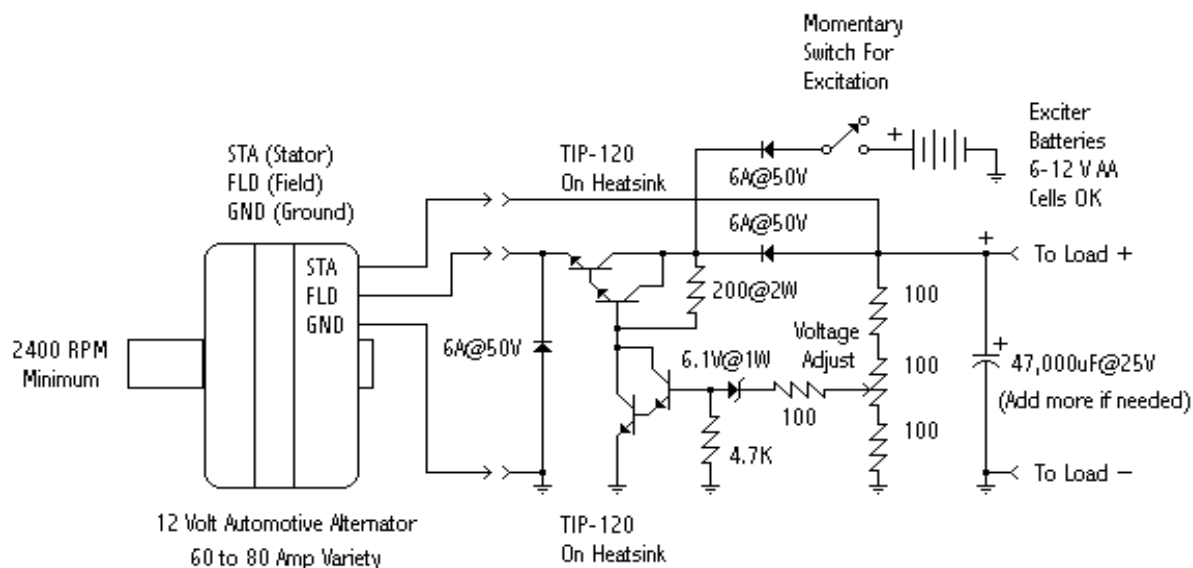 Momentary
Switch For
Excitation
Exciter
Batteries
6-12 V AA
Cells OK
+
STA (Stator)
FLD (Field)
GND (Ground)
TIP-120
On Heatsink
6A@50V
6A@50V
+
To Load +
STA
FLD
GND
200@2W
100
2400 RPM
Minimum
6A@50V
Voltage
Adjust
6.1V@1W
100
+
47,000uF@25V
(Add more if needed)
100
100
4.7K
To Load –
12 Volt Automotive Alternator
60 to 80 Amp Variety
TIP-120
On Heatsink